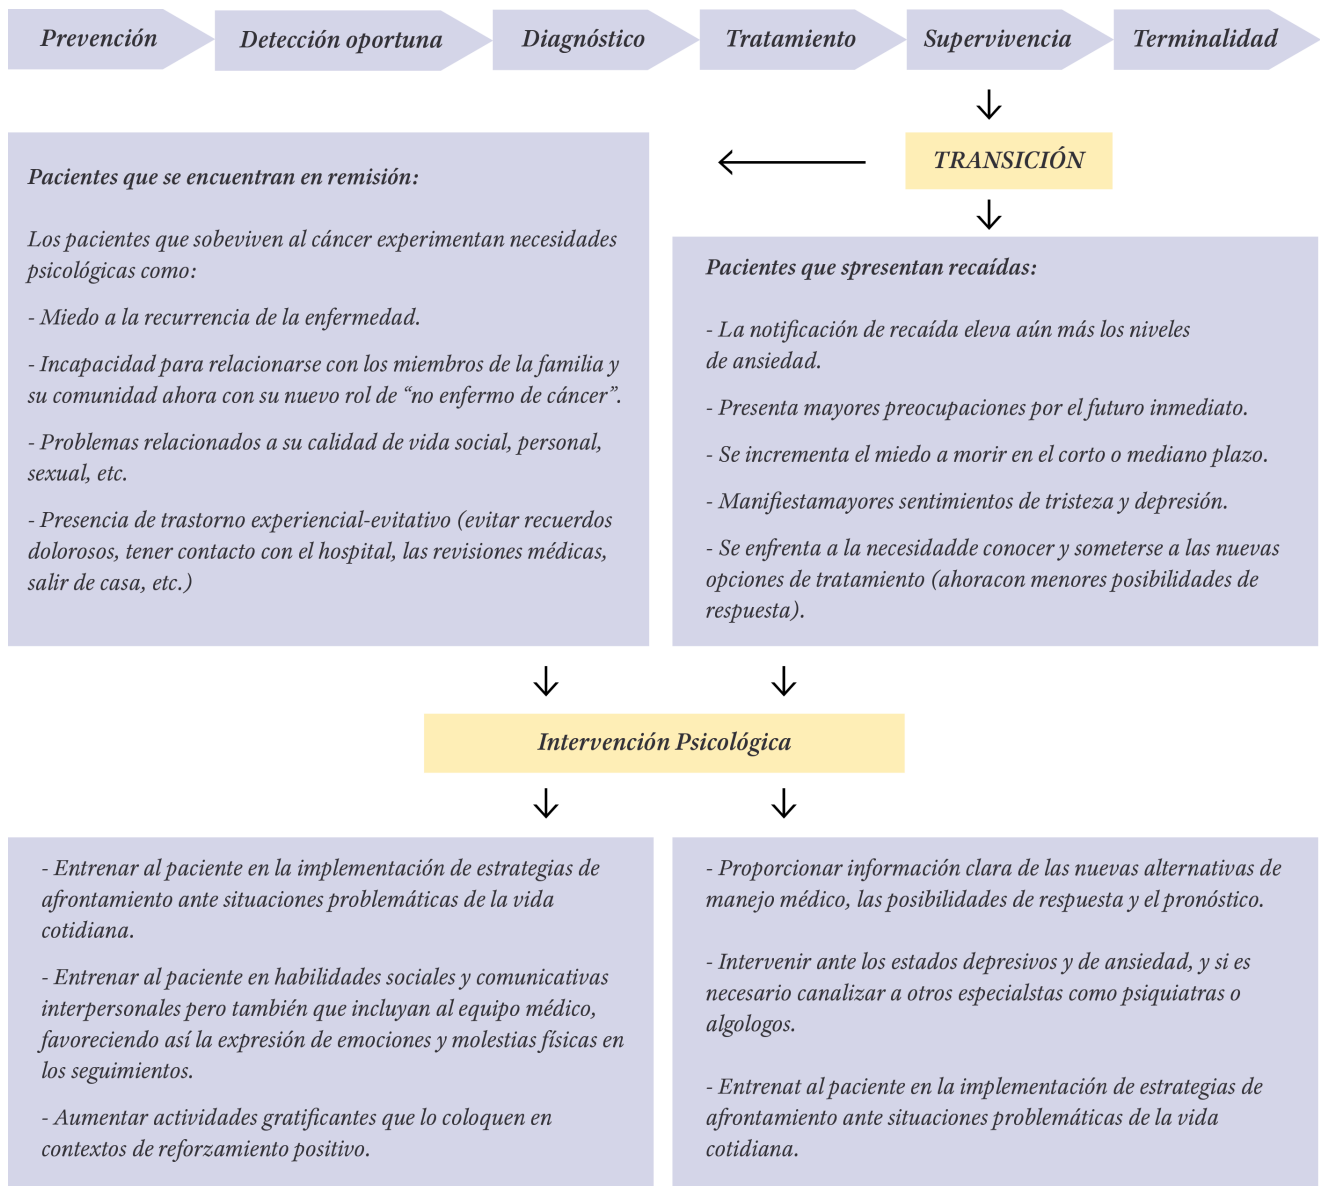 Prevención
Detección oportuna
Diagnóstico
Tratamiento
Supervivencia
Terminalidad
TRANSICIÓN
Pacientes que se encuentran en remisión:
Los pacientes que sobeviven al cáncer experimentan necesidades
psicológicas como:
- Miedo a la recurrencia de la enfermedad.
- Incapacidad para relacionarse con los miembros de la familia y
su comunidad ahora con su nuevo rol de “no enfermo de cáncer”.
- Problemas relacionados a su calidad de vida social, personal,
sexual, etc.
- Presencia de trastorno experiencial-evitativo (evitar recuerdos
dolorosos, tener contacto con el hospital, las revisiones médicas,
salir de casa, etc.)
Pacientes que spresentan recaídas:
- La notificación de recaída eleva aún más los niveles
de ansiedad.
- Presenta mayores preocupaciones por el futuro inmediato.
- Se incrementa el miedo a morir en el corto o mediano plazo.
- Manifiestamayores sentimientos de tristeza y depresión.
- Se enfrenta a la necesidadde conocer y someterse a las nuevas
opciones de tratamiento (ahoracon menores posibilidades de
respuesta).
Intervención Psicológica
- Entrenar al paciente en la implementación de estrategias de
afrontamiento ante situaciones problemáticas de la vida
cotidiana.
- Entrenar al paciente en habilidades sociales y comunicativas
interpersonales pero también que incluyan al equipo médico,
favoreciendo así la expresión de emociones y molestias físicas en
los seguimientos.
- Aumentar actividades gratificantes que lo coloquen en
contextos de reforzamiento positivo.
- Proporcionar información clara de las nuevas alternativas de
manejo médico, las posibilidades de respuesta y el pronóstico.
- Intervenir ante los estados depresivos y de ansiedad, y si es
necesario canalizar a otros especialstas como psiquiatras o
algologos.
- Entrenat al paciente en la implementación de estrategias de
afrontamiento ante situaciones problemáticas de la vida
cotidiana.